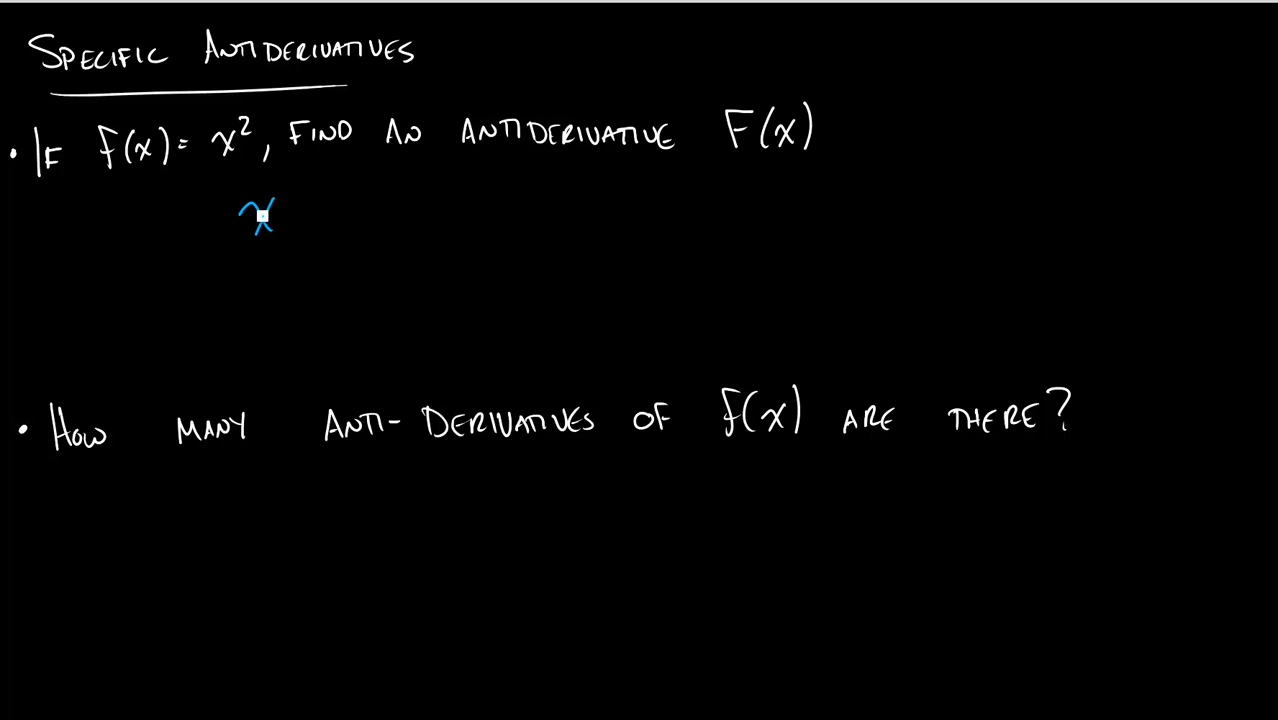 SPECIFIC ANTIDERIVATIVES
• IF f(x) = x², FIND AN ANTIDERIVATIVE F(x)
x
• HOW MANY ANTI-DERIVATIVES OF f(x) ARE THERE?